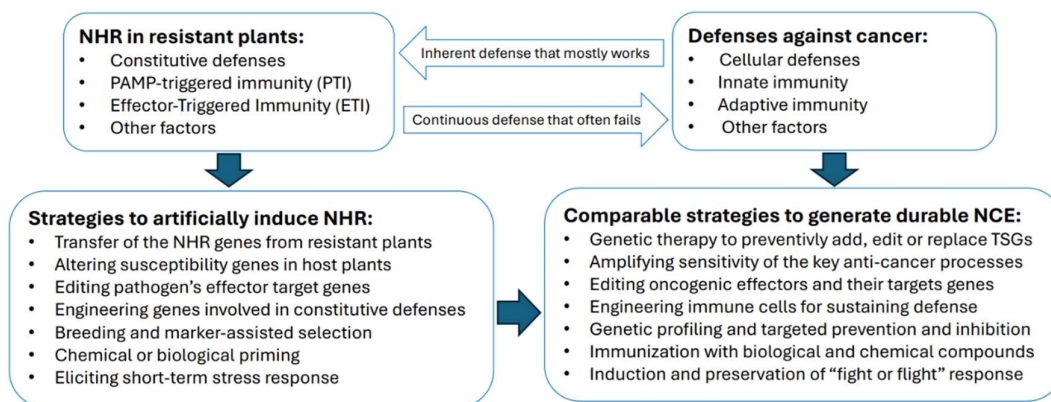 NHR in resistant plants:
• Constitutive defenses
• PAMP-triggered immunity (PTI)
• Effector-Triggered Immunity (ETI)
• Other factors
Inherent defense that mostly works
Continuous defense that often fails
Defenses against cancer:
• Cellular defenses
• Innate immunity
• Adaptive immunity
• Other factors
Strategies to artificially induce NHR:
• Transfer of the NHR genes from resistant plants
• Altering susceptibility genes in host plants
• Editing pathogen's effector target genes
• Engineering genes involved in constitutive defenses
• Breeding and marker-assisted selection
• Chemical or biological priming
• Eliciting short-term stress response
Comparable strategies to generate durable NCE:
• Genetic therapy to preventivly add, edit or replace TSGs
• Amplifying sensitivity of the key anti-cancer processes
• Editing oncogenic effectors and their targets genes
• Engineering immune cells for sustaining defense
• Genetic profiling and targeted prevention and inhibition
• Immunization with biological and chemical compounds
• Induction and preservation of “fight or flight” response